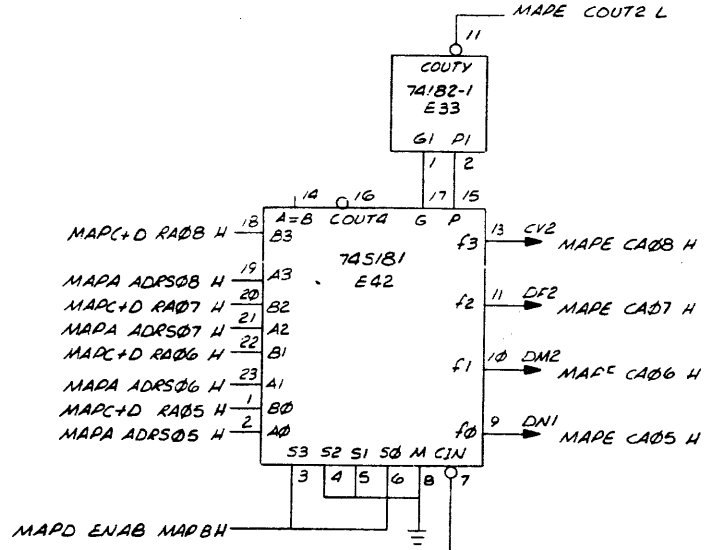 MAPE COUT2 L
11
COUTY
74182-1
E33
G1 P1
1 2
14 16 17 15
A=B COUT4 G P
18 B3
MAPC+D RAØ8 H
74S181
E42
f3 13 CV2
MAPE CAØ8 H
19 A3
MAPA ADRSØ8 H
2Ø B2
MAPC+D RAØ7 H
f2 11 DF2
MAPE CAØ7 H
21 A2
MAPA ADRSØ7 H
22 B1
MAPC+D RAØ6 H
f1 1Ø DM2
MAPE CAØ6 H
23 A1
MAPA ADRSØ6 H
1 BØ
MAPC+D RAØ5 H
2 AØ
MAPA ADRSØ5 H
fØ 9 DN1
MAPE CAØ5 H
S3 S2 S1 SØ M CIN
3 4 5 6 8 7
MAPD ENAB MAPB H